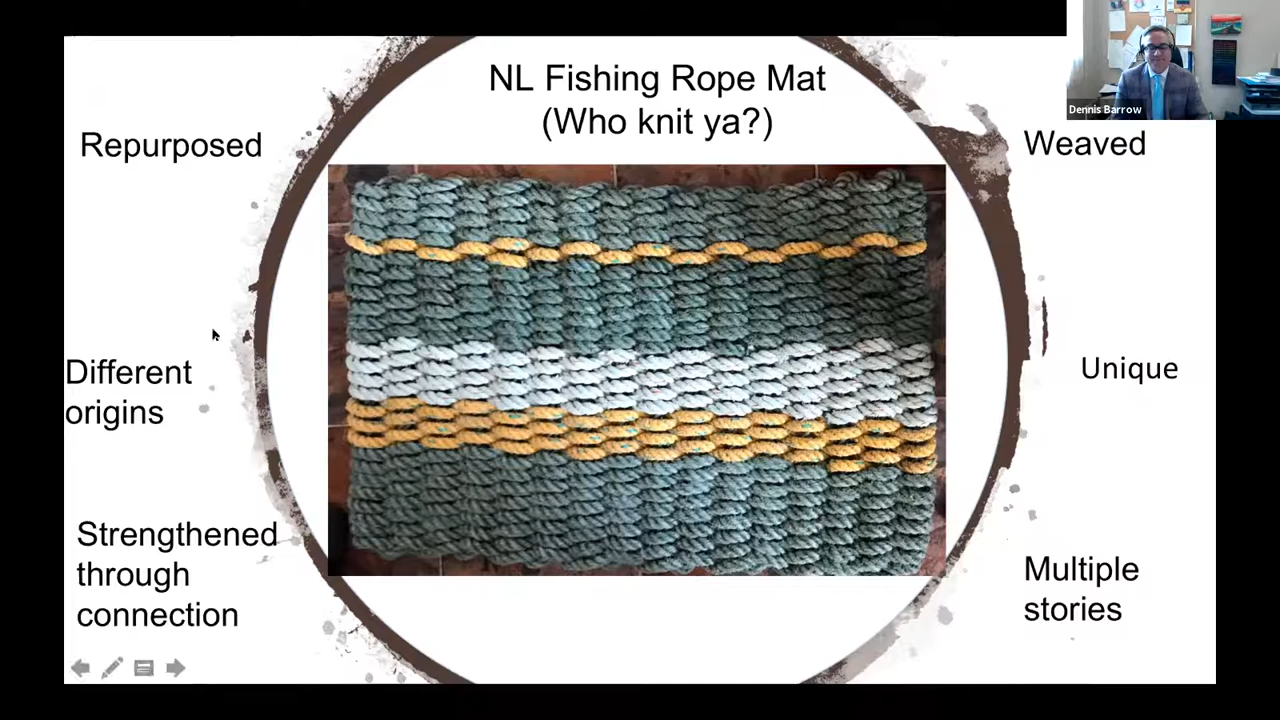 NL Fishing Rope Mat
(Who knit ya?)
Dennis Barrow
Repurposed
Weaved
Different
origins
Unique
Strengthened
through
connection
Multiple
stories